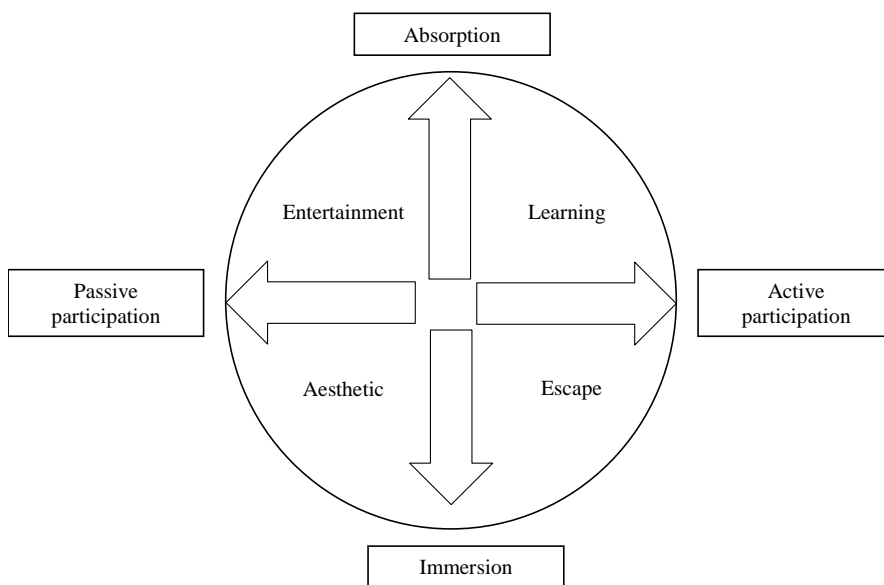 Absorption
Entertainment
Learning
Passive
participation
Active
participation
Aesthetic
Escape
Immersion